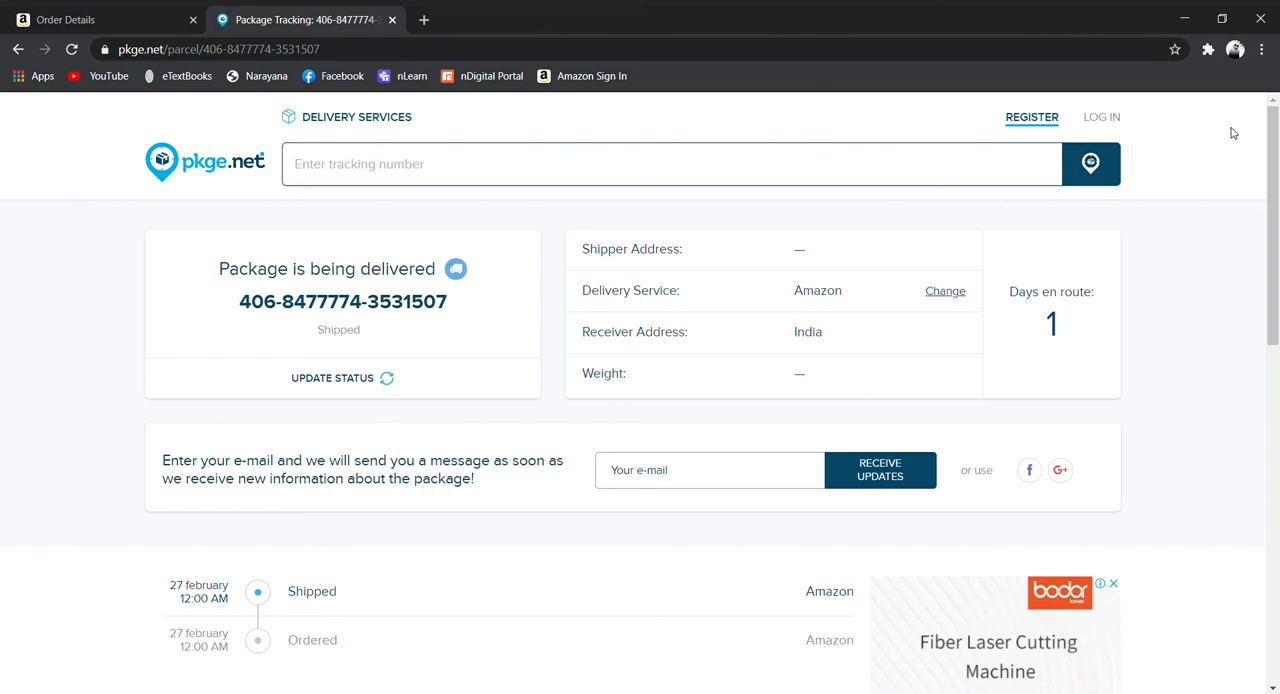 Order Details
Package Tracking: 406-8477774-3
pkge.net/parcel/406-8477774-3531507
Apps YouTube eTextBooks Narayana Facebook nLearn nDigital Portal Amazon Sign In
DELIVERY SERVICES
REGISTER LOG IN
pkge.net
Enter tracking number
Package is being delivered
406-8477774-3531507
Shipped
UPDATE STATUS
Shipper Address: —
Delivery Service: Amazon Change
Receiver Address: India
Weight: —
Days en route:
1
Enter your e-mail and we will send you a message as soon as
we receive new information about the package!
Your e-mail
RECEIVE
UPDATES
or use
f G+
27 february
12:00 AM
Shipped Amazon
27 february
12:00 AM
Ordered Amazon
bodor
Fiber Laser Cutting
Machine